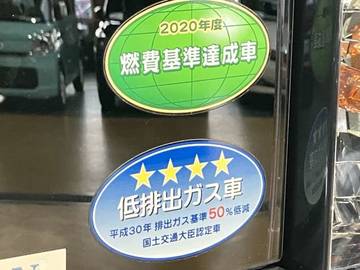 2020年度
燃費基準達成車
低排出ガス車
平成30年 排出ガス基準 50%低減
国土交通大臣認定車